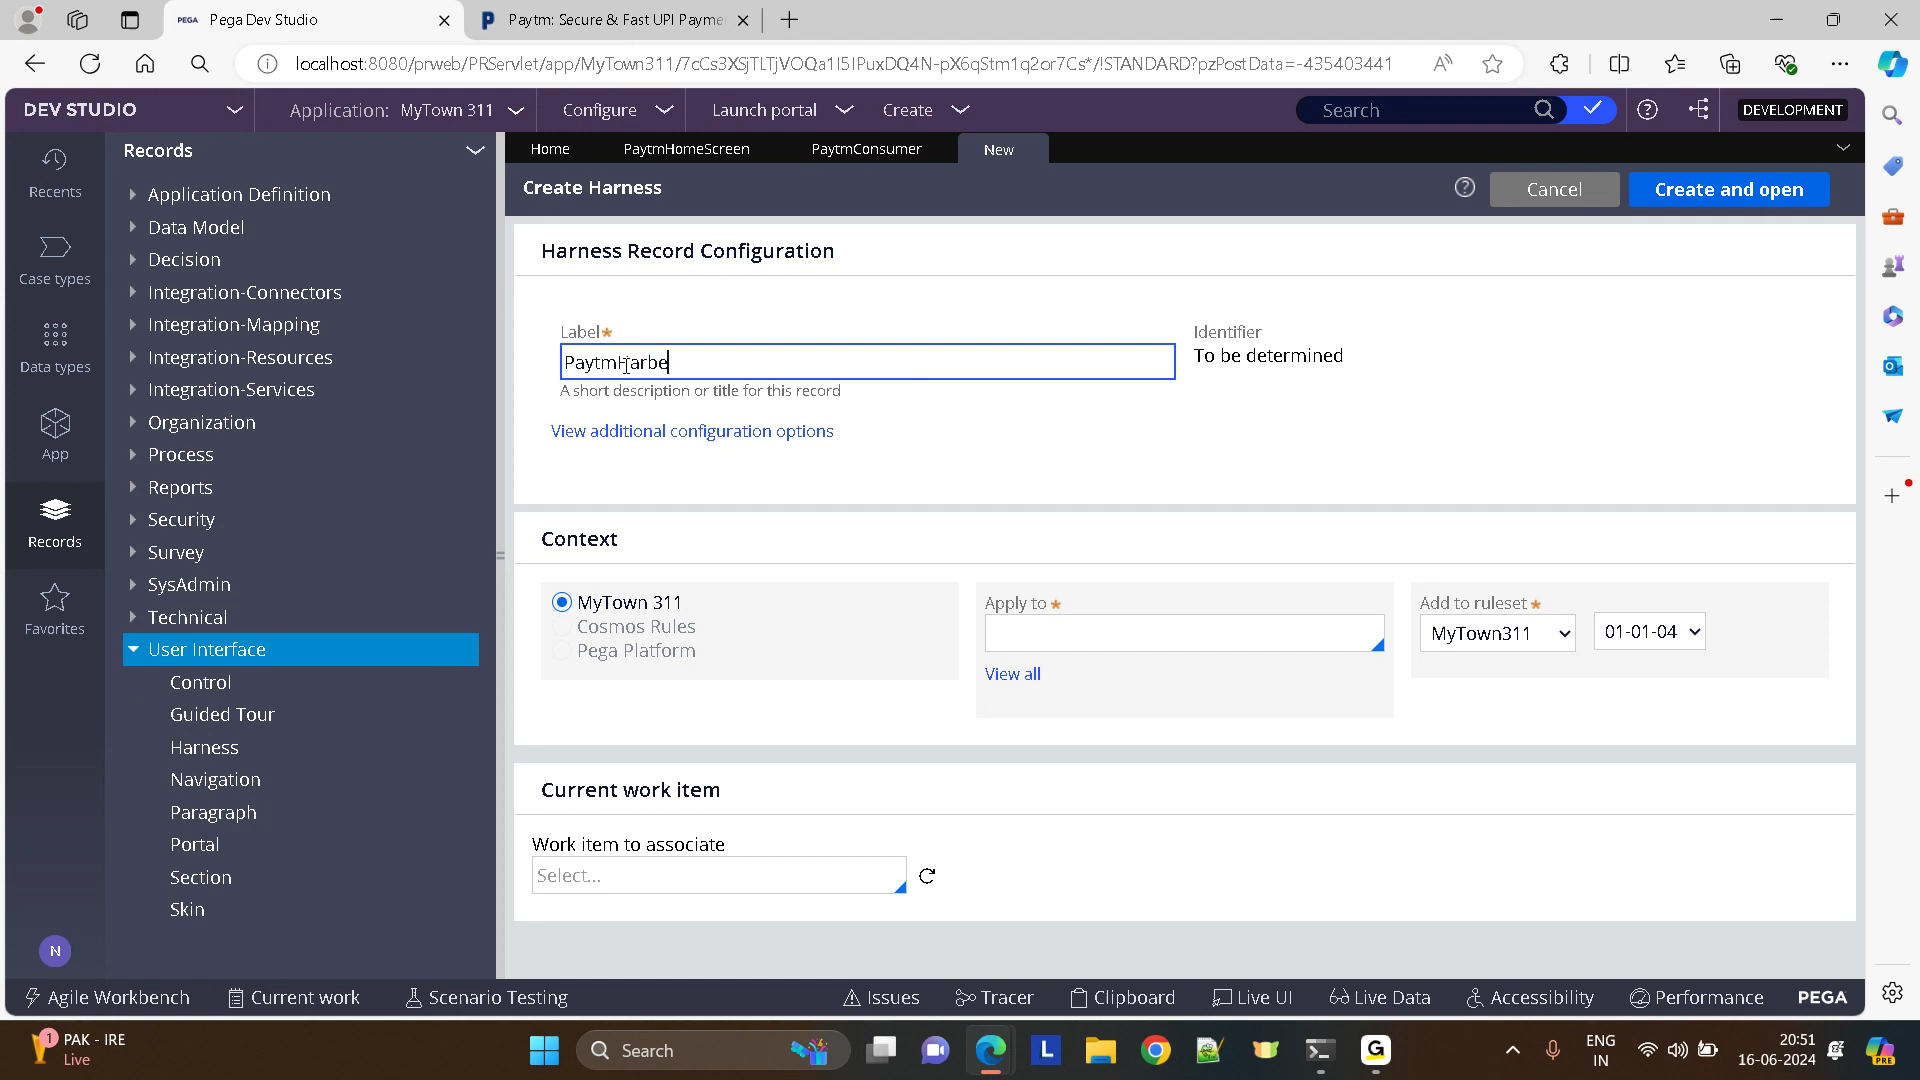 PEGA Pega Dev Studio
Paytm: Secure & Fast UPI Payme
localhost:8080/prweb/PRServlet/app/MyTown311/7cCs3XSjTLTjVOQa1I5IPuxDQ4N-pX6qStm1q2or7Cs*/!STANDARD?pzPostData=-435403441
DEV STUDIO
Application: MyTown 311
Configure
Launch portal
Create
Search
DEVELOPMENT
Recents
Case types
Data types
App
Records
Favorites
N
Records
Application Definition
Data Model
Decision
Integration-Connectors
Integration-Mapping
Integration-Resources
Integration-Services
Organization
Process
Reports
Security
Survey
SysAdmin
Technical
User Interface
Control
Guided Tour
Harness
Navigation
Paragraph
Portal
Section
Skin
Home
PaytmHomeScreen
PaytmConsumer
New
Create Harness
Cancel
Create and open
Harness Record Configuration
Label*
PaytmHarbe
A short description or title for this record
Identifier
To be determined
View additional configuration options
Context
MyTown 311
Cosmos Rules
Pega Platform
Apply to *
View all
Add to ruleset *
MyTown311
01-01-04
Current work item
Work item to associate
Select...
Agile Workbench
Current work
Scenario Testing
Issues
Tracer
Clipboard
Live UI
Live Data
Accessibility
Performance
PEGA
1
PAK - IRE
Live
Search
L
G
ENG
IN
20:51
16-06-2024
PRE